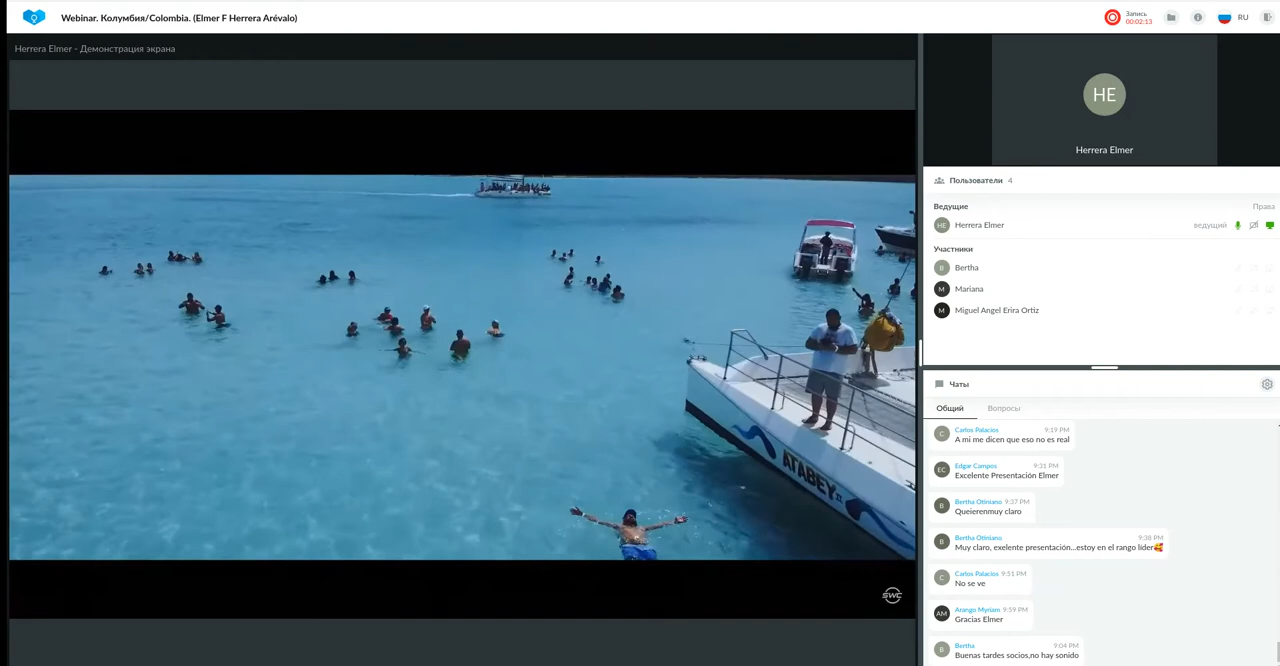 Webinar. Колумбия/Colombia. (Elmer F Herrera Arévalo)
Запись
00:02:13
RU
Herrera Elmer - Демонстрация экрана
ATABEY
SWC
HE
Herrera Elmer
Пользователи 4
Ведущие Права
HE Herrera Elmer ведущий
Участники
B Bertha
M Mariana
M Miguel Angel Erira Ortiz
Чаты
Общий Вопросы
C Carlos Palacios 9:19 PM
A mi me dicen que eso no es real
EC Edgar Campos 9:31 PM
Excelente Presentación Elmer
B Bertha Otiniano 9:37 PM
Queierenmuy claro
B Bertha Otiniano 9:38 PM
Muy claro, exelente presentación...estoy en el rango líder🥰
C Carlos Palacios 9:51 PM
No se ve
AM Arango Myriam 9:59 PM
Gracias Elmer
B Bertha 9:04 PM
Buenas tardes socios,no hay sonido